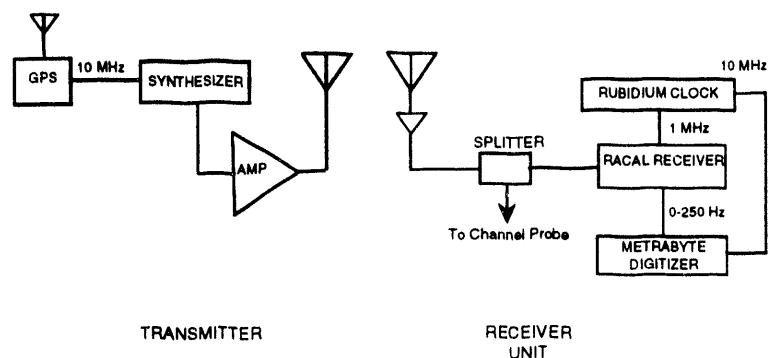 GPS
10 MHz
SYNTHESIZER
AMP
TRANSMITTER
SPLITTER
To Channel Probe
10 MHz
RUBIDIUM CLOCK
1 MHz
RACAL RECEIVER
0-250 Hz
METRABYTE
DIGITIZER
RECEIVER
UNIT